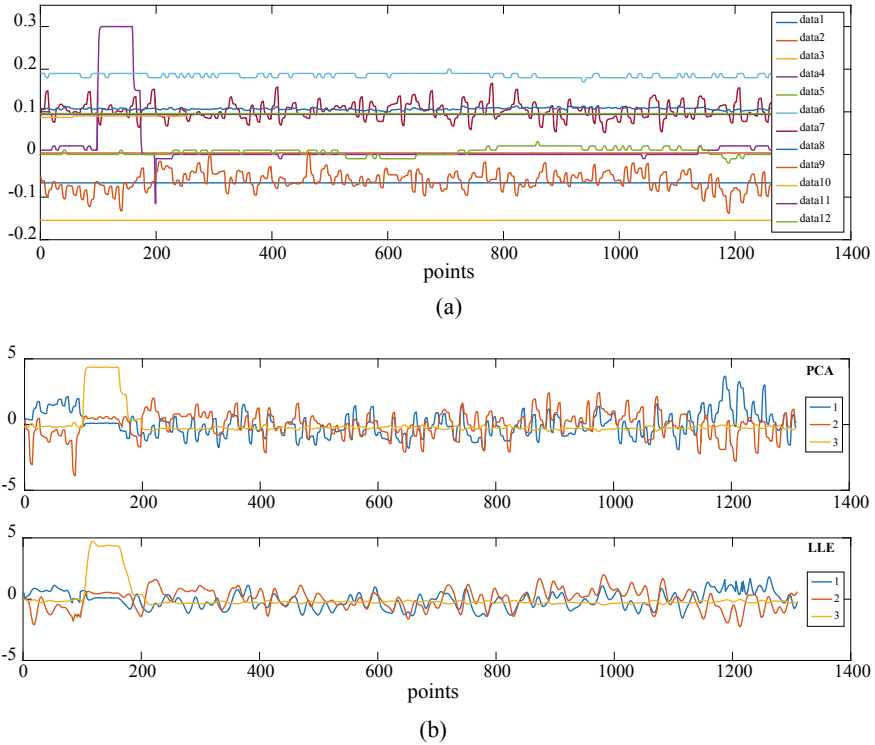 0.3
0.2
0.1
0
-0.1
-0.2
0 200 400 600 800 1000 1200 1400
points
data1
data2
data3
data4
data5
data6
data7
data8
data9
data10
data11
data12
(a)
5
0
-5
PCA
1
2
3
0 200 400 600 800 1000 1200 1400
5
0
-5
LLE
1
2
3
0 200 400 600 800 1000 1200 1400
points
(b)